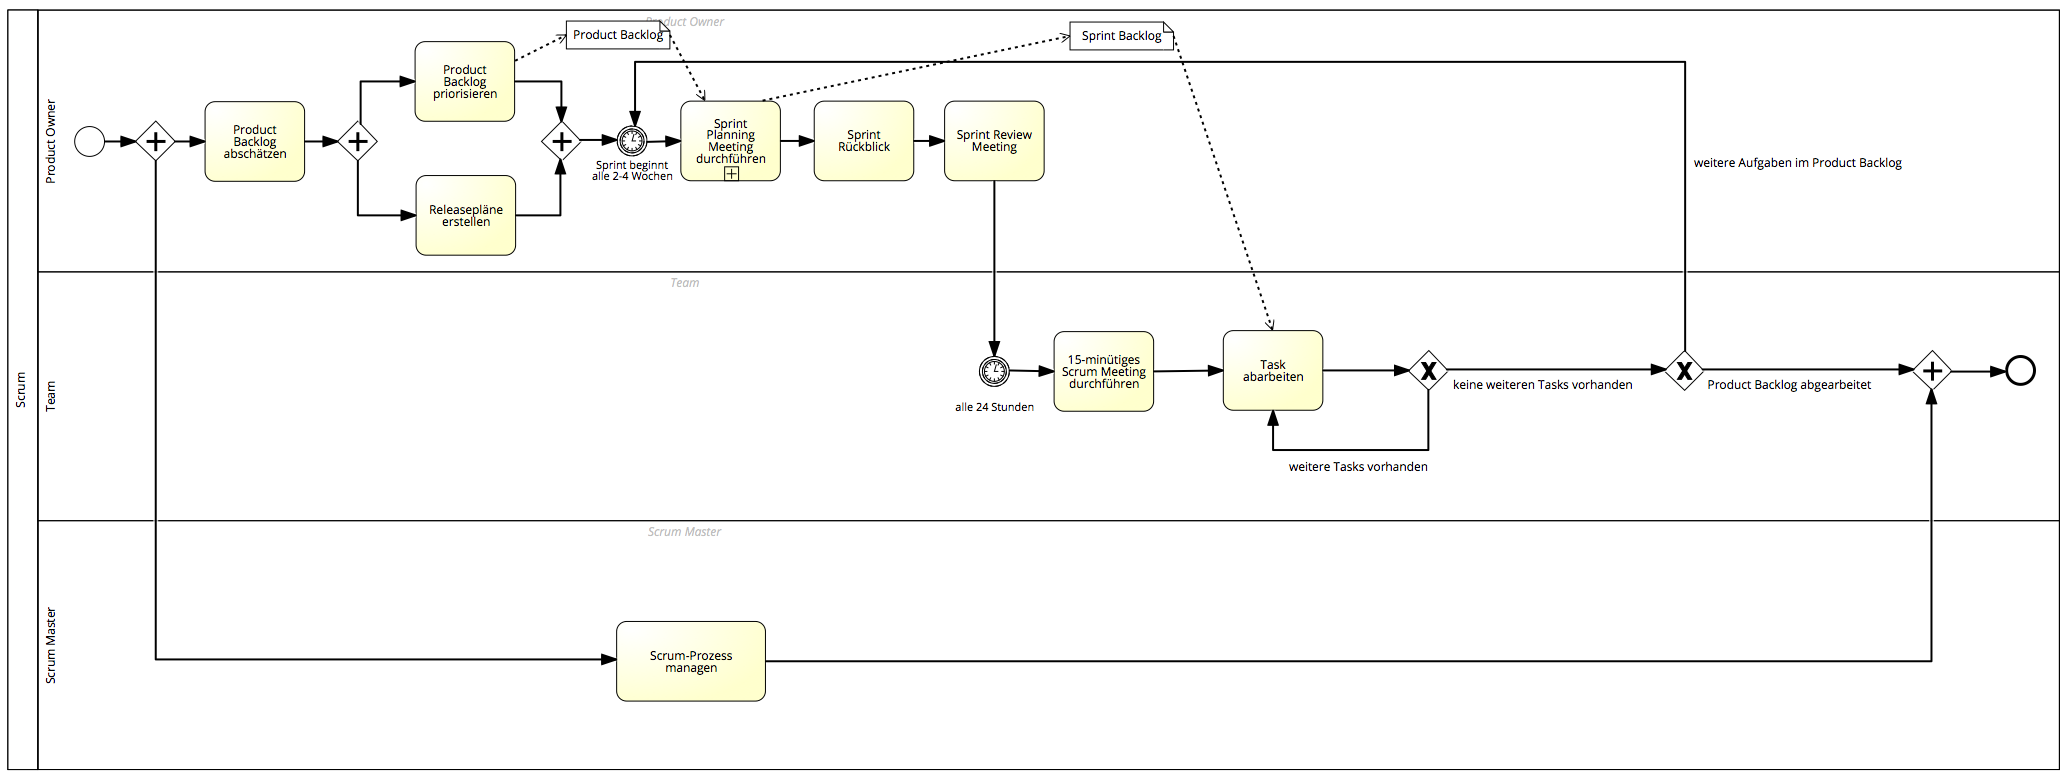 Scrum
Product Owner
Product Owner
Product Backlog
Sprint Backlog
Product
Backlog
priorisieren
Product
Backlog
abschätzen
Releasepläne
erstellen
Sprint beginnt
alle 2-4 Wochen
Sprint
Planning
Meeting
durchführen
Sprint
Rückblick
Sprint Review
Meeting
weitere Aufgaben im Product Backlog
Team
Team
alle 24 Stunden
15-minütiges
Scrum Meeting
durchführen
Task
abarbeiten
keine weiteren Tasks vorhanden
weitere Tasks vorhanden
Product Backlog abgearbeitet
Scrum Master
Scrum Master
Scrum-Prozess
managen